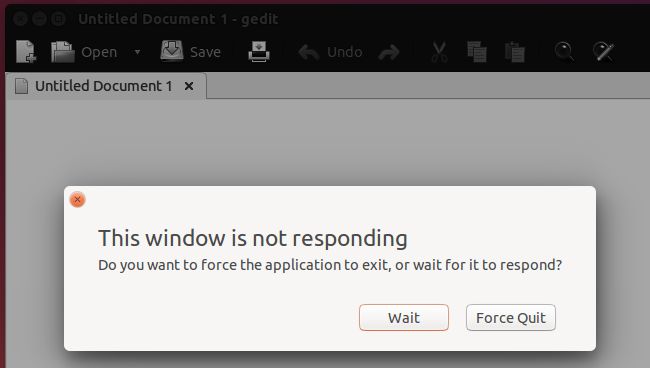 Untitled Document 1 - gedit
Open Save Undo
Untitled Document 1
This window is not responding
Do you want to force the application to exit, or wait for it to respond?
Wait Force Quit